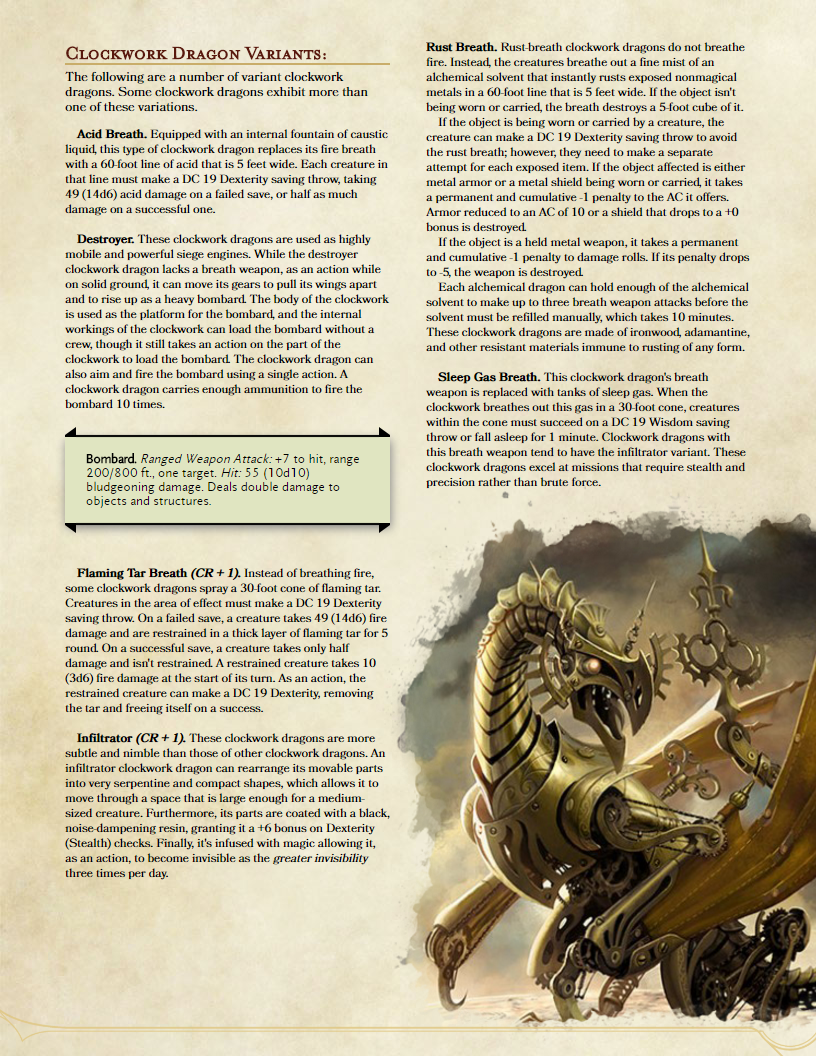 Clockwork Dragon Variants:
The following are a number of variant clockwork
dragons. Some clockwork dragons exhibit more than
one of these variations.
Acid Breath. Equipped with an internal fountain of caustic
liquid, this type of clockwork dragon replaces its fire breath
with a 60-foot line of acid that is 5 feet wide. Each creature in
that line must make a DC 19 Dexterity saving throw, taking
49 (14d6) acid damage on a failed save, or half as much
damage on a successful one.
Destroyer. These clockwork dragons are used as highly
mobile and powerful siege engines. While the destroyer
clockwork dragon lacks a breath weapon, as an action while
on solid ground, it can move its gears to pull its wings apart
and to rise up as a heavy bombard. The body of the clockwork
is used as the platform for the bombard, and the internal
workings of the clockwork can load the bombard without a
crew, though it still takes an action on the part of the
clockwork to load the bombard. The clockwork dragon can
also aim and fire the bombard using a single action. A
clockwork dragon carries enough ammunition to fire the
bombard 10 times.
Bombard. Ranged Weapon Attack: +7 to hit, range
200/800 ft., one target. Hit: 55 (10d10)
bludgeoning damage. Deals double damage to
objects and structures.
Flaming Tar Breath (CR + 1). Instead of breathing fire,
some clockwork dragons spray a 30-foot cone of flaming tar.
Creatures in the area of effect must make a DC 19 Dexterity
saving throw. On a failed save, a creature takes 49 (14d6) fire
damage and are restrained in a thick layer of flaming tar for 5
round. On a successful save, a creature takes only half
damage and isn't restrained. A restrained creature takes 10
(3d6) fire damage at the start of its turn. As an action, the
restrained creature can make a DC 19 Dexterity, removing
the tar and freeing itself on a success.
Infiltrator (CR + 1). These clockwork dragons are more
subtle and nimble than those of other clockwork dragons. An
infiltrator clockwork dragon can rearrange its movable parts
into very serpentine and compact shapes, which allows it to
move through a space that is large enough for a medium-
sized creature. Furthermore, its parts are coated with a black,
noise-dampening resin, granting it a +6 bonus on Dexterity
(Stealth) checks. Finally, it's infused with magic allowing it,
as an action, to become invisible as the greater invisibility
three times per day.
Rust Breath. Rust-breath clockwork dragons do not breathe
fire. Instead, the creatures breathe out a fine mist of an
alchemical solvent that instantly rusts exposed nonmagical
metals in a 60-foot line that is 5 feet wide. If the object isn't
being worn or carried, the breath destroys a 5-foot cube of it.
If the object is being worn or carried by a creature, the
creature can make a DC 19 Dexterity saving throw to avoid
the rust breath; however, they need to make a separate
attempt for each exposed item. If the object affected is either
metal armor or a metal shield being worn or carried, it takes
a permanent and cumulative -1 penalty to the AC it offers.
Armor reduced to an AC of 10 or a shield that drops to a +0
bonus is destroyed.
If the object is a held metal weapon, it takes a permanent
and cumulative -1 penalty to damage rolls. If its penalty drops
to -5, the weapon is destroyed.
Each alchemical dragon can hold enough of the alchemical
solvent to make up to three breath weapon attacks before the
solvent must be refilled manually, which takes 10 minutes.
These clockwork dragons are made of ironwood, adamantine,
and other resistant materials immune to rusting of any form.
Sleep Gas Breath. This clockwork dragon's breath
weapon is replaced with tanks of sleep gas. When the
clockwork breathes out this gas in a 30-foot cone, creatures
within the cone must succeed on a DC 19 Wisdom saving
throw or fall asleep for 1 minute. Clockwork dragons with
this breath weapon tend to have the infiltrator variant. These
clockwork dragons excel at missions that require stealth and
precision rather than brute force.